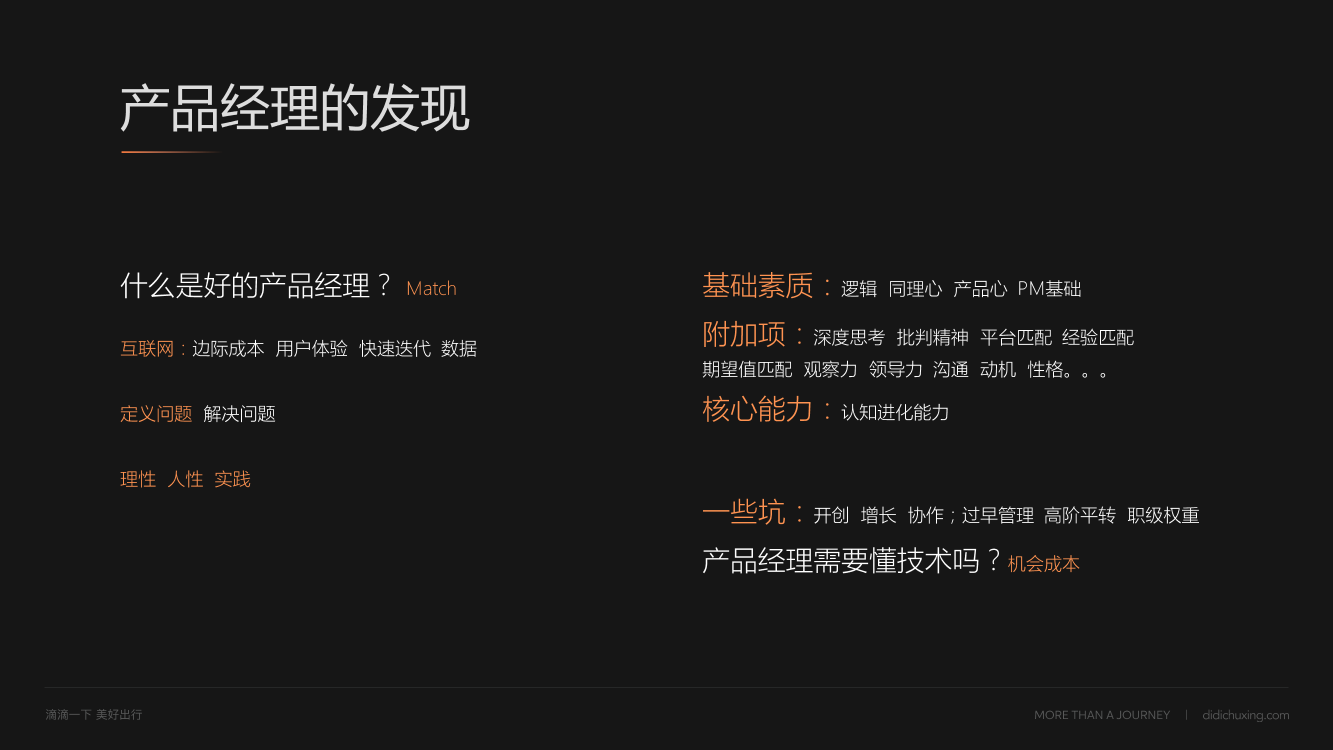 产品经理的发现
什么是好的产品经理？ Match
互联网：边际成本 用户体验 快速迭代 数据
定义问题 解决问题
理性 人性 实践
基础素质：逻辑 同理心 产品心 PM基础
附加项：深度思考 批判精神 平台匹配 经验匹配
期望值匹配 观察力 领导力 沟通 动机 性格。。。
核心能力：认知进化能力
一些坑：开创 增长 协作；过早管理 高阶平转 职级权重
产品经理需要懂技术吗？机会成本
滴滴一下 美好出行
MORE THAN A JOURNEY | didichuxing.com